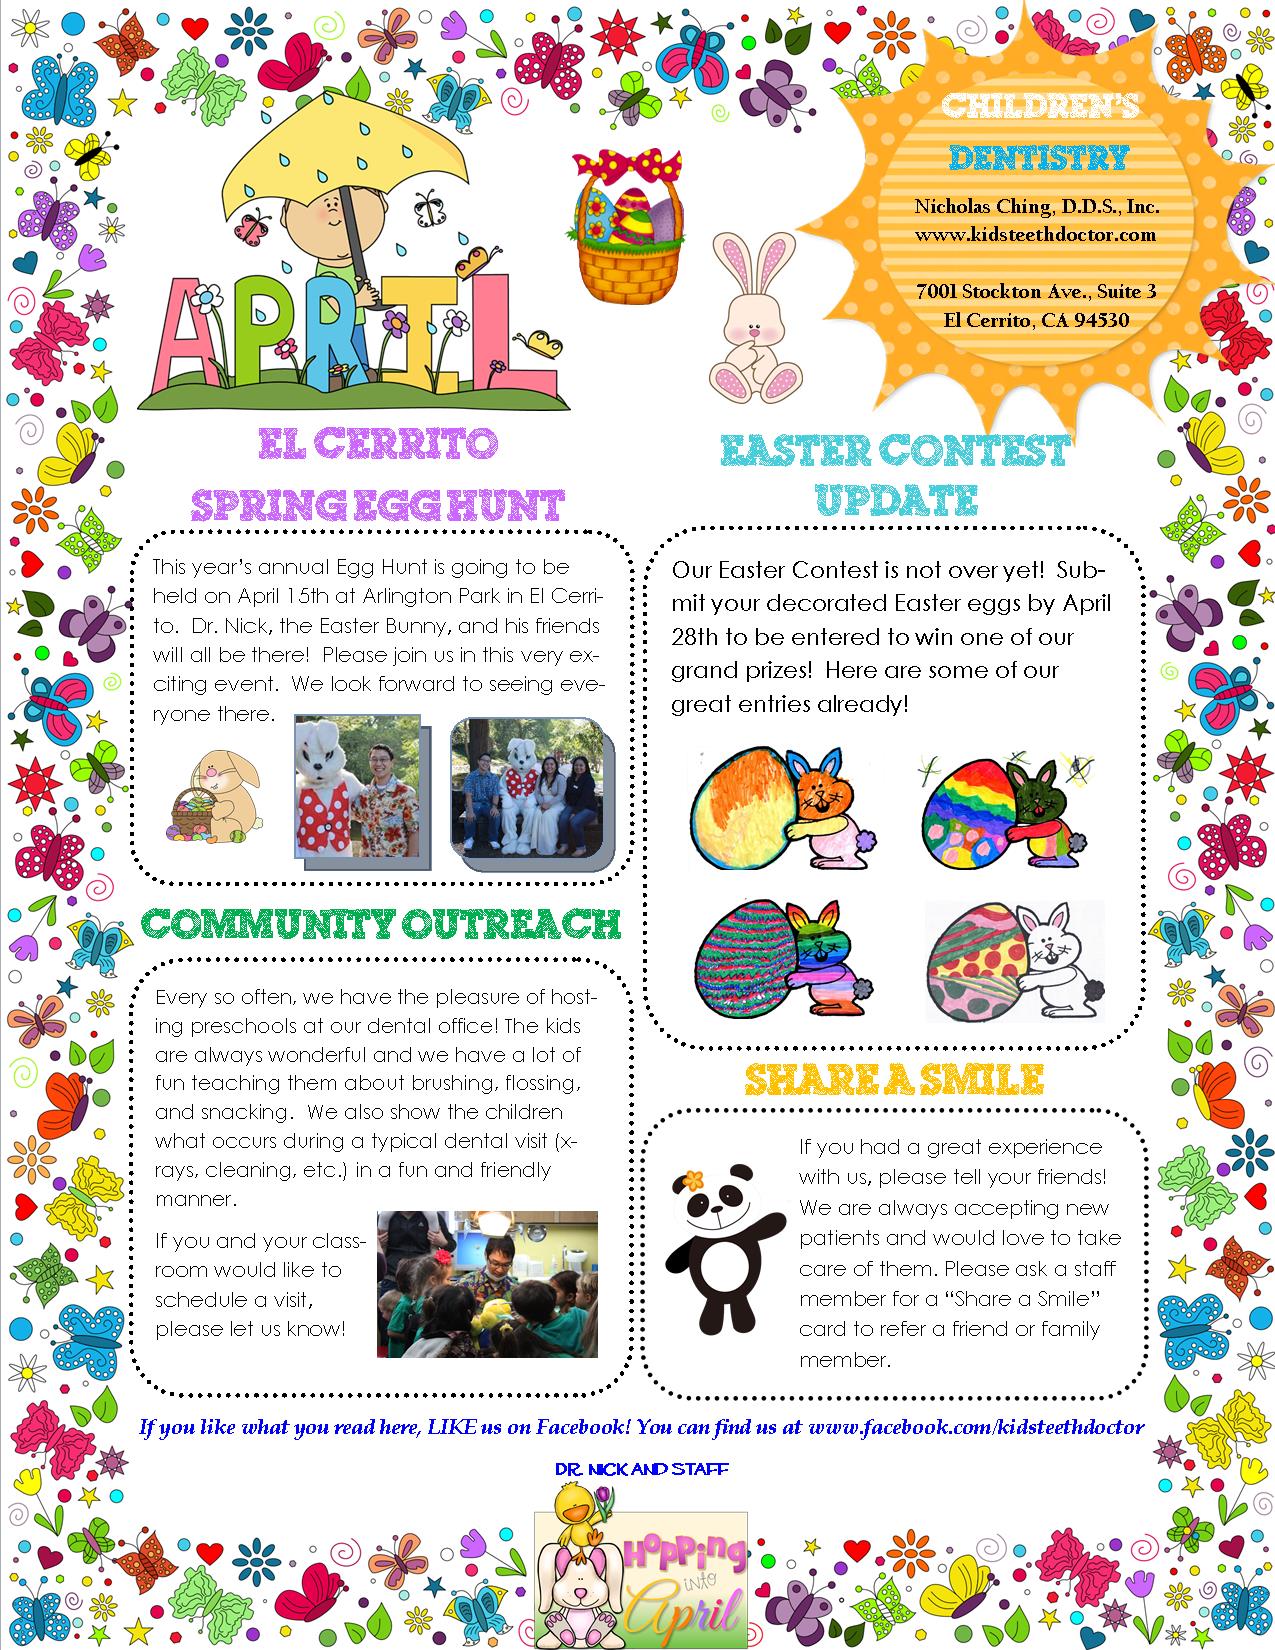 APRIL
CHILDREN'S
DENTISTRY
Nicholas Ching, D.D.S., Inc.
www.kidsteethdoctor.com
7001 Stockton Ave., Suite 3
El Cerrito, CA 94530
EL CERRITO
SPRING EGG HUNT
This year's annual Egg Hunt is going to be
held on April 15th at Arlington Park in El Cerri-
to.  Dr. Nick, the Easter Bunny, and his friends
will all be there!  Please join us in this very ex-
citing event.  We look forward to seeing eve-
ryone there.
COMMUNITY OUTREACH
Every so often, we have the pleasure of host-
ing preschools at our dental office! The kids
are always wonderful and we have a lot of
fun teaching them about brushing, flossing,
and snacking.  We also show the children
what occurs during a typical dental visit (x-
rays, cleaning, etc.) in a fun and friendly
manner.
If you and your class-
room would like to
schedule a visit,
please let us know!
EASTER CONTEST
UPDATE
Our Easter Contest is not over yet!  Sub-
mit your decorated Easter eggs by April
28th to be entered to win one of our
grand prizes!  Here are some of our
great entries already!
SHARE A SMILE
If you had a great experience
with us, please tell your friends!
We are always accepting new
patients and would love to take
care of them. Please ask a staff
member for a “Share a Smile”
card to refer a friend or family
member.
If you like what you read here, LIKE us on Facebook! You can find us at www.facebook.com/kidsteethdoctor
DR. NICK AND STAFF
HOPPING
INTO
April